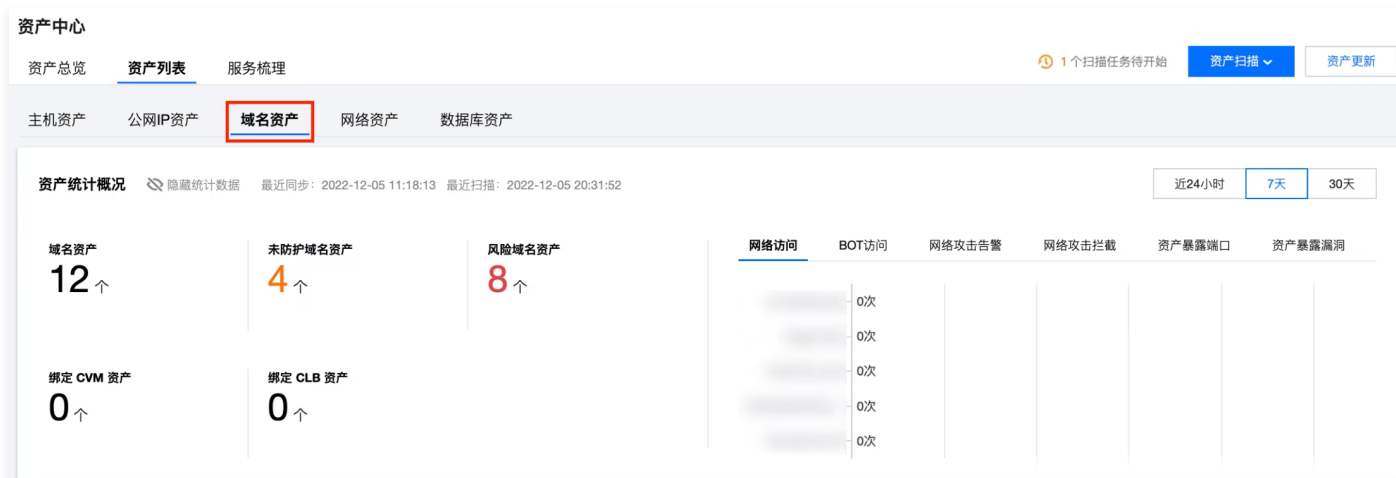 资产中心
资产总览 资产列表 服务梳理 1 个扫描任务待开始 资产扫描 资产更新
主机资产 公网IP资产 域名资产 网络资产 数据库资产
资产统计概况 隐藏统计数据 最近同步：2022-12-05 11:18:13 最近扫描：2022-12-05 20:31:52 近24小时 7天 30天
域名资产 未防护域名资产 风险域名资产
12 个 4 个 8 个
绑定 CVM 资产 绑定 CLB 资产
0 个 0 个
网络访问 BOT访问 网络攻击告警 网络攻击拦截 资产暴露端口 资产暴露漏洞
0次
0次
0次
0次
0次